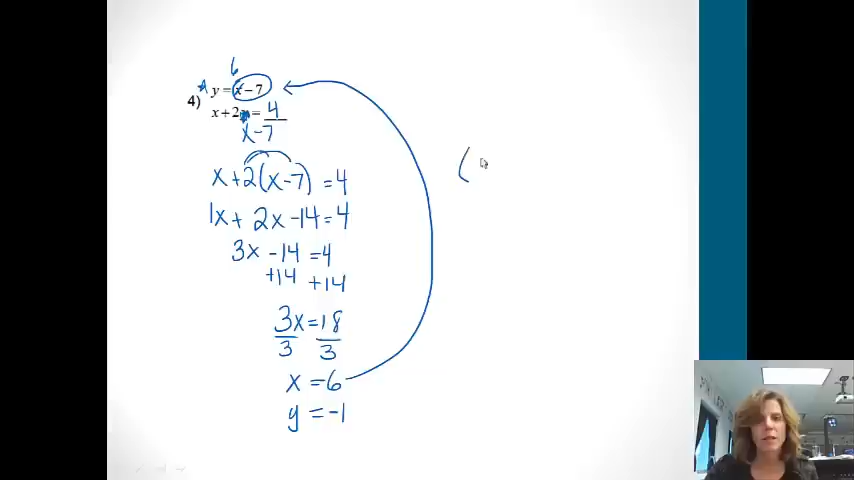 6
4) y = x − 7
x + 2 = 4
x − 7
x + 2(x − 7) = 4
1x + 2x − 14 = 4
3x − 14 = 4
+14 +14
3x = 18
3 3
x = 6
y = −1
(